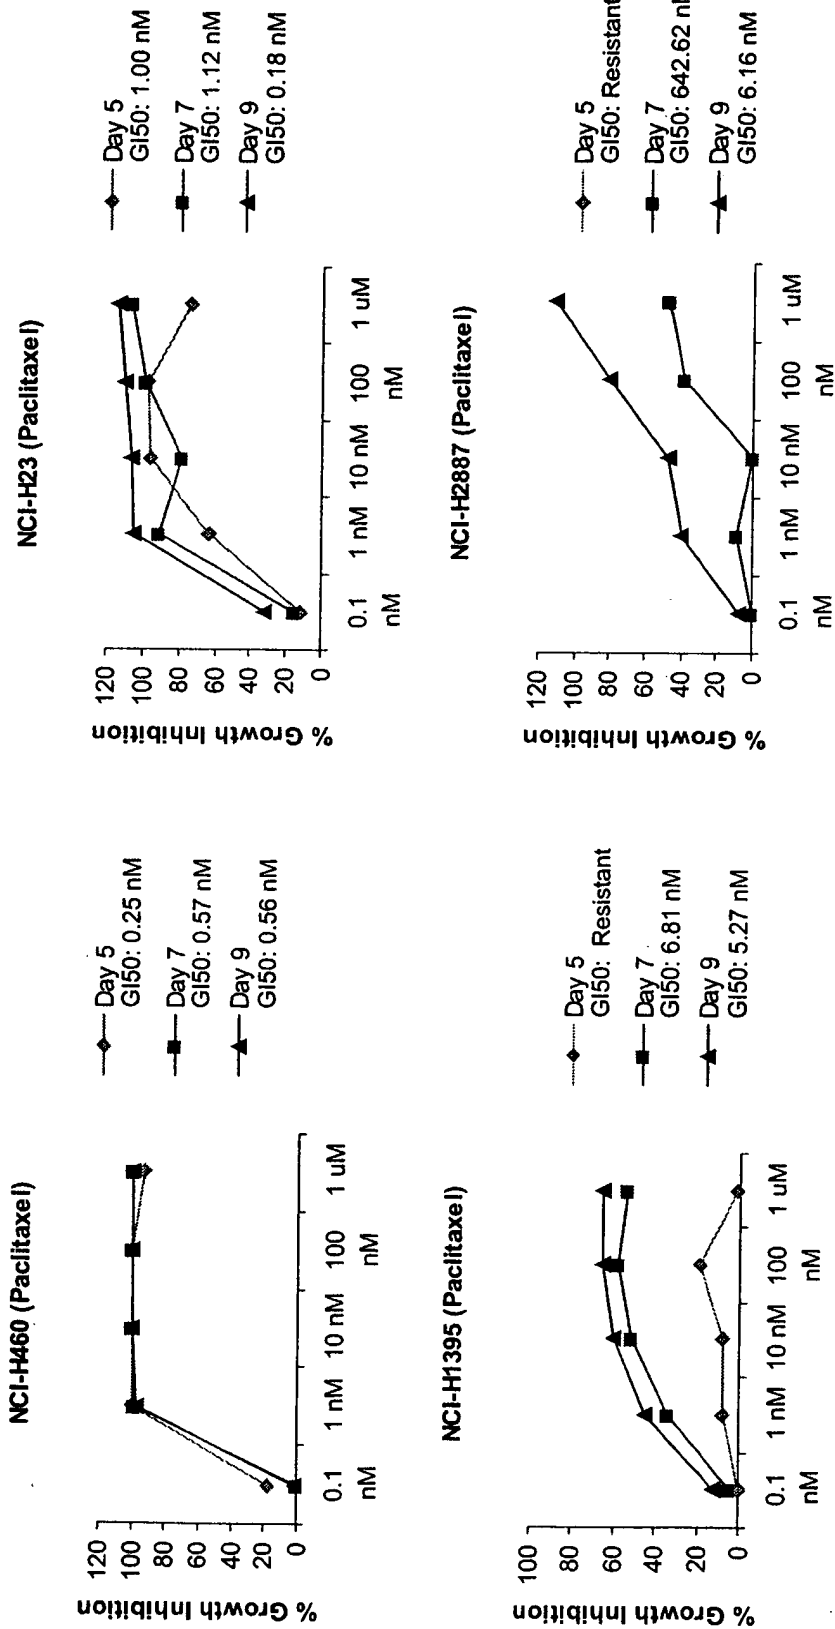 NCI-H460 (Paclitaxel)
% Growth Inhibition
120
100
80
60
40
20
0
0.1 nM
1 nM
10 nM
100 nM
1 uM
Day 5
GI50: 0.25 nM
Day 7
GI50: 0.57 nM
Day 9
GI50: 0.56 nM
NCI-H23 (Paclitaxel)
% Growth Inhibition
120
100
80
60
40
20
0
0.1 nM
1 nM
10 nM
100 nM
1 uM
Day 5
GI50: 1.00 nM
Day 7
GI50: 1.12 nM
Day 9
GI50: 0.18 nM
NCI-H1395 (Paclitaxel)
% Growth Inhibition
100
80
60
40
20
0
0.1 nM
1 nM
10 nM
100 nM
1 uM
Day 5
GI50: Resistant
Day 7
GI50: 6.81 nM
Day 9
GI50: 5.27 nM
NCI-H2887 (Paclitaxel)
% Growth Inhibition
120
100
80
60
40
20
0
0.1 nM
1 nM
10 nM
100 nM
1 uM
Day 5
GI50: Resistant
Day 7
GI50: 642.62 nM
Day 9
GI50: 6.16 nM